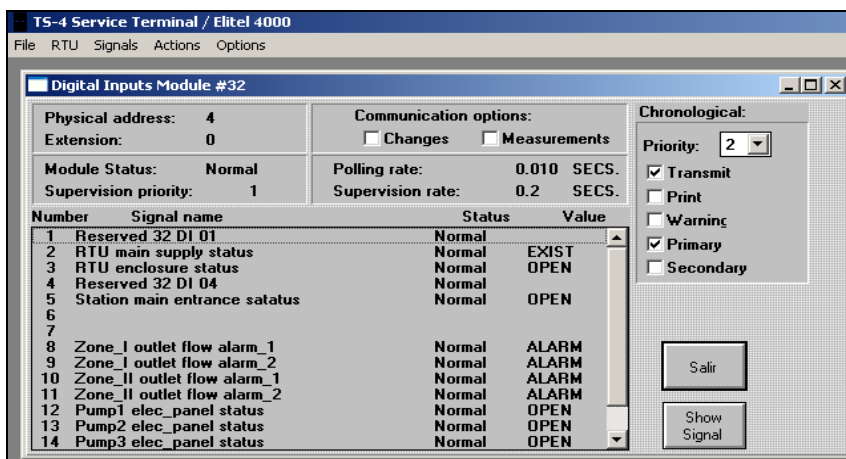 TS-4 Service Terminal / Elitel 4000
File RTU Signals Actions Options
Digital Inputs Module #32
Physical address: 4
Extension: 0
Communication options:
Changes Measurements
Module Status: Normal
Supervision priority: 1
Polling rate: 0.010 SECS.
Supervision rate: 0.2 SECS.
Number Signal name Status Value
1 Reserved 32 DI 01 Normal
2 RTU main supply status Normal EXIST
3 RTU enclosure status Normal OPEN
4 Reserved 32 DI 04 Normal
5 Station main entrance satatus Normal OPEN
6
7
8 Zone_I outlet flow alarm_1 Normal ALARM
9 Zone_I outlet flow alarm_2 Normal ALARM
10 Zone_II outlet flow alarm_1 Normal ALARM
11 Zone_II outlet flow alarm_2 Normal ALARM
12 Pump1 elec_panel status Normal OPEN
13 Pump2 elec_panel status Normal OPEN
14 Pump3 elec_panel status Normal OPEN
Chronological:
Priority: 2
Transmit
Print
Warning
Primary
Secondary
Salir
Show
Signal